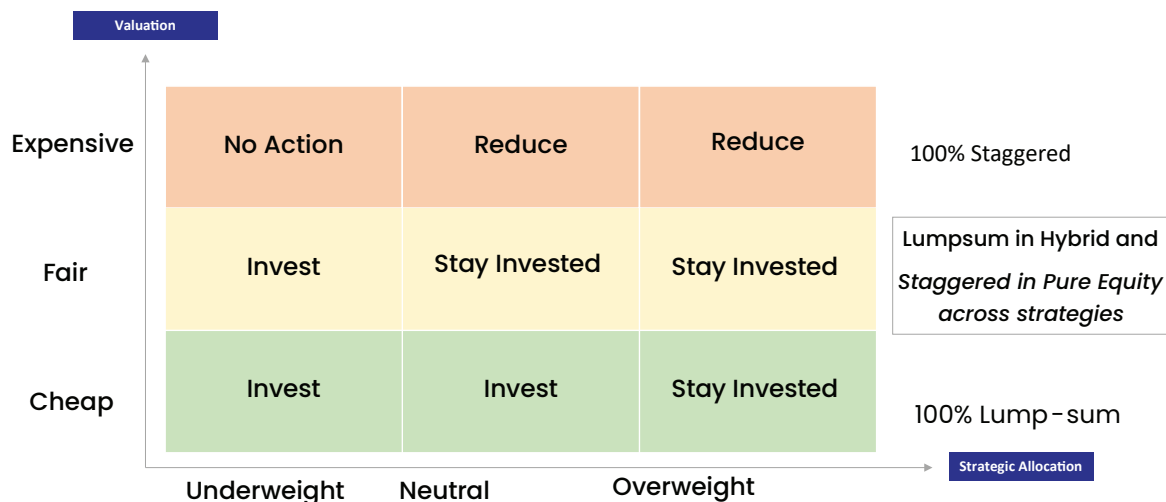 Valuation
Expensive
No Action
Reduce
Reduce
100% Staggered
Fair
Invest
Stay Invested
Stay Invested
Lumpsum in Hybrid and
Staggered in Pure Equity
across strategies
Cheap
Invest
Invest
Stay Invested
100% Lump-sum
Strategic Allocation
Underweight
Neutral
Overweight